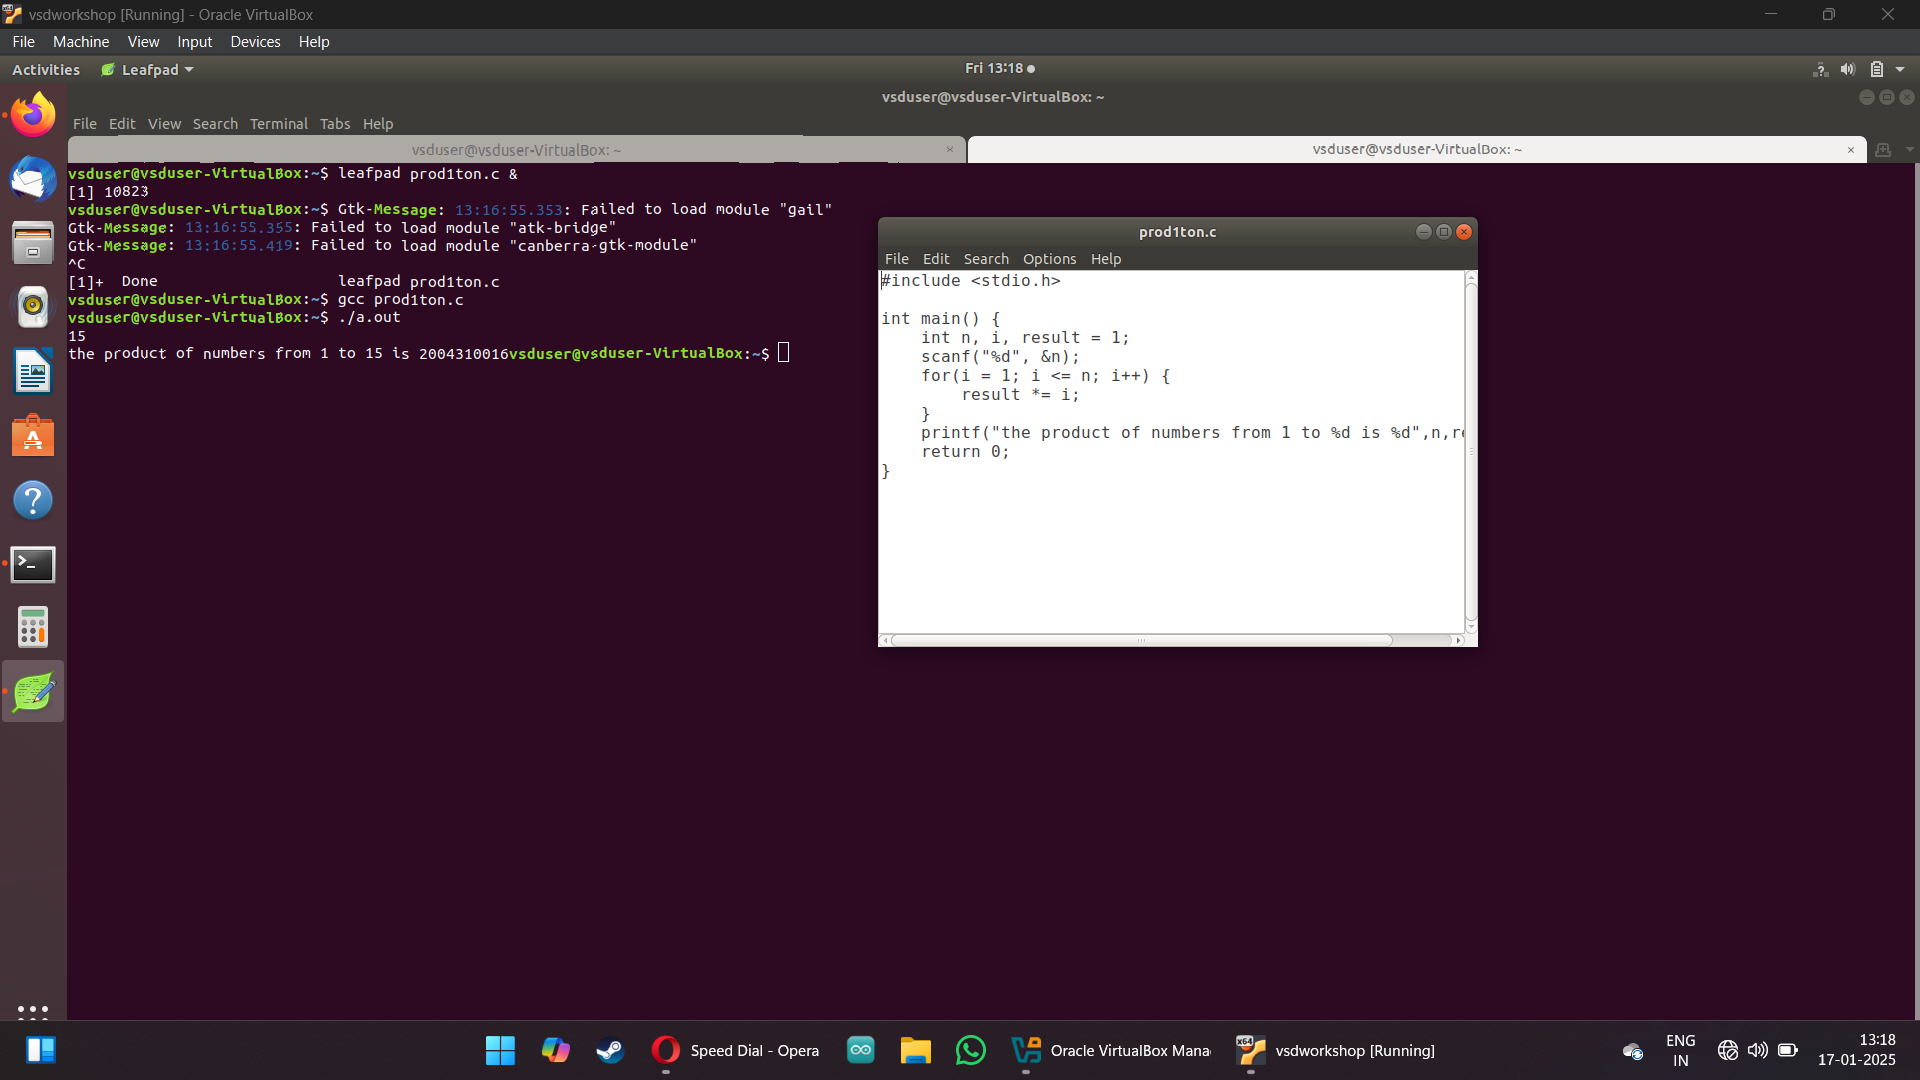 vsdworkshop [Running] - Oracle VirtualBox
File Machine View Input Devices Help
Activities Leafpad Fri 13:18
vsduser@vsduser-VirtualBox: ~
File Edit View Search Terminal Tabs Help
vsduser@vsduser-VirtualBox: ~ vsduser@vsduser-VirtualBox: ~
vsduser@vsduser-VirtualBox:~$ leafpad prod1ton.c &
[1] 10823
vsduser@vsduser-VirtualBox:~$ Gtk-Message: 13:16:55.353: Failed to load module "gail"
Gtk-Message: 13:16:55.355: Failed to load module "atk-bridge"
Gtk-Message: 13:16:55.419: Failed to load module "canberra-gtk-module"
^C
[1]+ Done leafpad prod1ton.c
vsduser@vsduser-VirtualBox:~$ gcc prod1ton.c
vsduser@vsduser-VirtualBox:~$ ./a.out
15
the product of numbers from 1 to 15 is 2004310016vsduser@vsduser-VirtualBox:~$
prod1ton.c
File Edit Search Options Help
#include <stdio.h>
int main() {
int n, i, result = 1;
scanf("%d", &n);
for(i = 1; i <= n; i++) {
result *= i;
}
printf("the product of numbers from 1 to %d is %d",n,re
return 0;
}
Speed Dial - Opera
Oracle VirtualBox Mana
x64
vsdworkshop [Running]
ENG
IN
13:18
17-01-2025